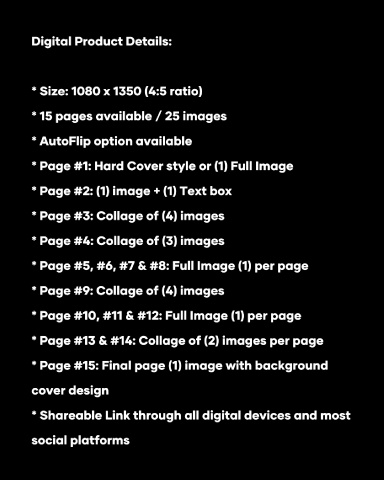 Digital Product Details:
* Size: 1080 x 1350 (4:5 ratio)
* 15 pages available / 25 images
* AutoFlip option available
* Page #1: Hard Cover style or (1) Full Image
* Page #2: (1) image + (1) Text box
* Page #3: Collage of (4) images
* Page #4: Collage of (3) images
* Page #5, #6, #7 & #8: Full Image (1) per page
* Page #9: Collage of (4) images
* Page #10, #11 & #12: Full Image (1) per page
* Page #13 & #14: Collage of (2) images per page
* Page #15: Final page (1) image with background
cover design
* Shareable Link through all digital devices and most
social platforms